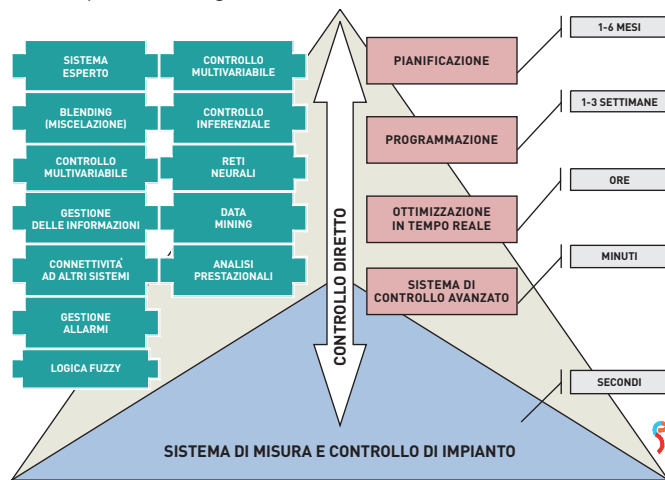 SISTEMA
ESPERTO
BLENDING
(MISCELAZIONE)
CONTROLLO
MULTIVARIABILE
GESTIONE
DELLE INFORMAZIONI
CONNETTIVITA'
AD ALTRI SISTEMI
GESTIONE
ALLARMI
LOGICA FUZZY
CONTROLLO
MULTIVARIABILE
CONTROLLO
INFERENZIALE
RETI
NEURALI
DATA
MINING
ANALISI
PRESTAZIONALI
CONTROLLO DIRETTO
PIANIFICAZIONE
PROGRAMMAZIONE
OTTIMIZZAZIONE
IN TEMPO REALE
SISTEMA DI
CONTROLLO AVANZATO
1-6 MESI
1-3 SETTIMANE
ORE
MINUTI
SECONDI
SISTEMA DI MISURA E CONTROLLO DI IMPIANTO